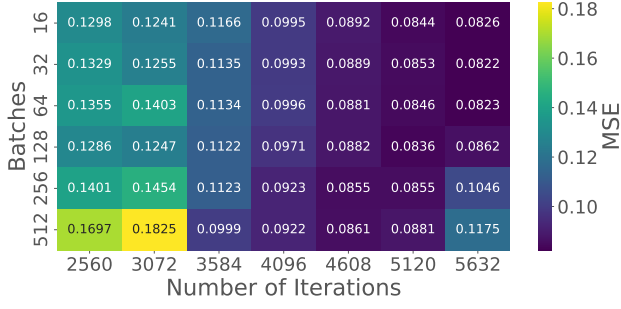 16 0.1298 0.1241 0.1166 0.0995 0.0892 0.0844 0.0826
32 0.1329 0.1255 0.1135 0.0993 0.0889 0.0853 0.0822
64 0.1355 0.1403 0.1134 0.0996 0.0881 0.0846 0.0823
128 0.1286 0.1247 0.1122 0.0971 0.0882 0.0836 0.0862
256 0.1401 0.1454 0.1123 0.0923 0.0855 0.0855 0.1046
512 0.1697 0.1825 0.0999 0.0922 0.0861 0.0881 0.1175
Batches
2560 3072 3584 4096 4608 5120 5632
Number of Iterations
0.18
0.16
0.14
0.12
0.10
MSE